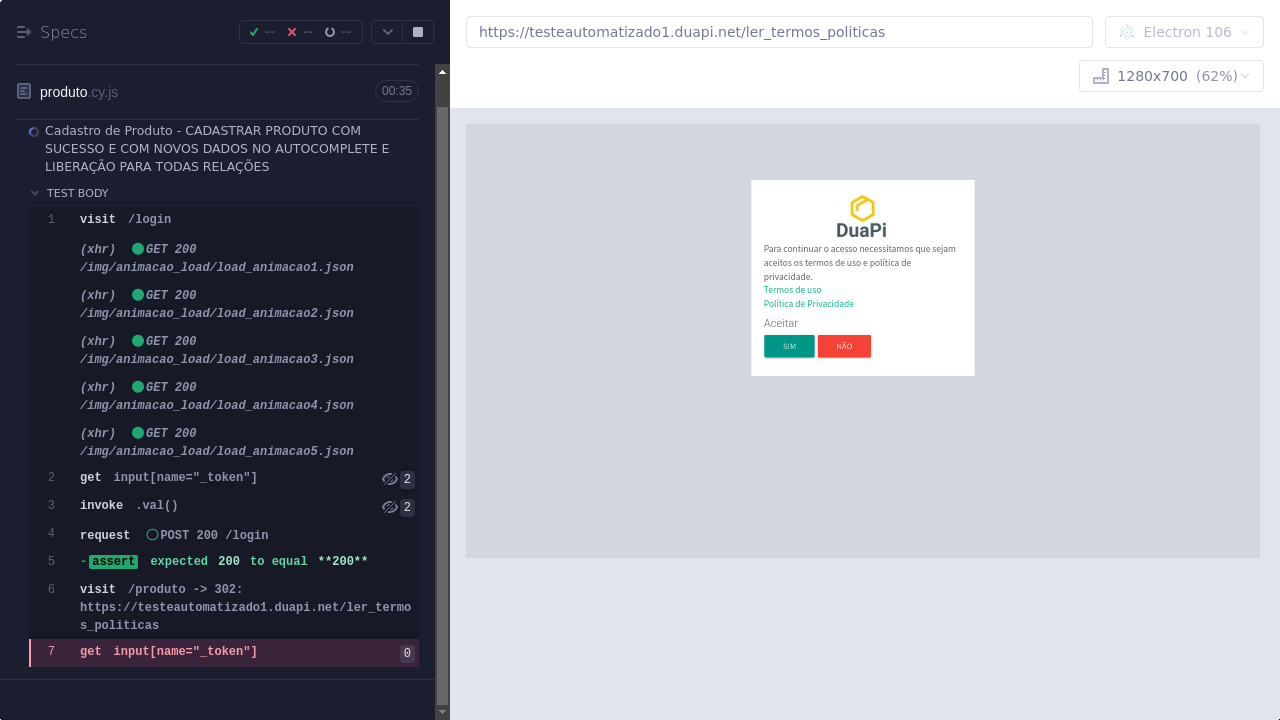 Specs
--
--
--
produto.cy.js
00:35
Cadastro de Produto - CADASTRAR PRODUTO COM
SUCESSO E COM NOVOS DADOS NO AUTOCOMPLETE E
LIBERAÇÃO PARA TODAS RELAÇÕES
TEST BODY
1 visit /login
(xhr) GET 200
/img/animacao_load/load_animacao1.json
(xhr) GET 200
/img/animacao_load/load_animacao2.json
(xhr) GET 200
/img/animacao_load/load_animacao3.json
(xhr) GET 200
/img/animacao_load/load_animacao4.json
(xhr) GET 200
/img/animacao_load/load_animacao5.json
2 get input[name="_token"] 2
3 invoke .val() 2
4 request POST 200 /login
5 -assert expected 200 to equal **200**
6 visit /produto -> 302:
https://testeautomatizado1.duapi.net/ler_termo
s_politicas
7 get input[name="_token"] 0
https://testeautomatizado1.duapi.net/ler_termos_politicas
Electron 106
1280x700 (62%)
DuaPi
Para continuar o acesso necessitamos que sejam
aceitos os termos de uso e política de
privacidade.
Termos de uso
Política de Privacidade
Aceitar
SIM
NÃO